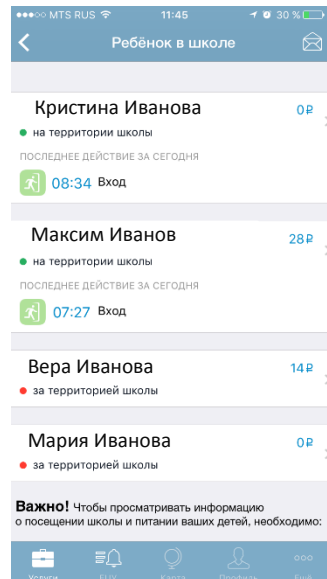 MTS RUS 11:45 30 %
Ребёнок в школе
Кристина Иванова 0 ₽
на территории школы
ПОСЛЕДНЕЕ ДЕЙСТВИЕ ЗА СЕГОДНЯ
08:34 Вход
Максим Иванов 28 ₽
на территории школы
ПОСЛЕДНЕЕ ДЕЙСТВИЕ ЗА СЕГОДНЯ
07:27 Вход
Вера Иванова 14 ₽
за территорией школы
Мария Иванова 0 ₽
за территорией школы
Важно! Чтобы просматривать информацию
о посещении школы и питании ваших детей, необходимо:
Услуги Карта Профиль Ещё